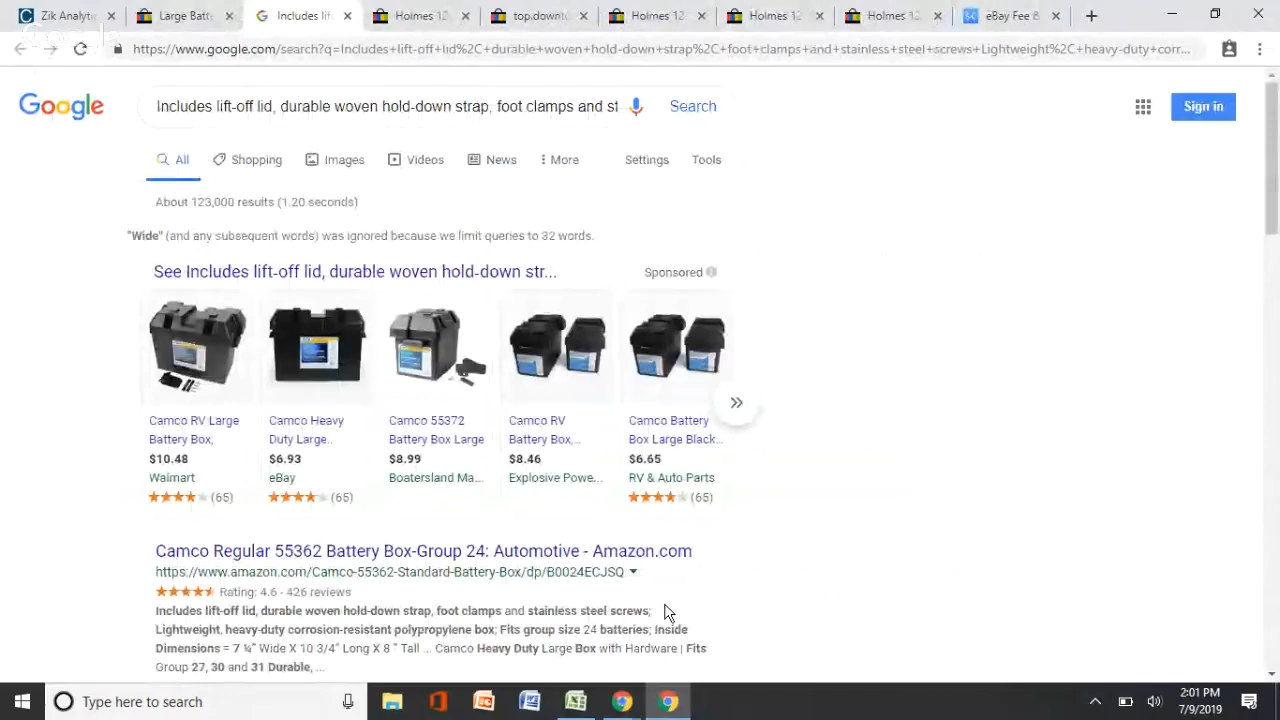 Zik Analyti
Large Batt
Includes li
Holmes 12
top.downt
Holmes 12
Holmes 12
Holmes 12
eBay Fee
https://www.google.com/search?q=Includes+lift-off+lid%2C+durable+woven+hold-down+strap%2C+foot+clamps+and+stainless+steel+screws+Lightweight%2C+heavy-duty+corr...
Google
Includes lift-off lid, durable woven hold-down strap, foot clamps and st
Search
Sign in
All
Shopping
Images
Videos
News
More
Settings
Tools
About 123,000 results (1.20 seconds)
"Wide" (and any subsequent words) was ignored because we limit queries to 32 words.
See Includes lift-off lid, durable woven hold-down str...
Sponsored
Camco RV Large
Battery Box,
$10.48
Walmart
(65)
Camco Heavy
Duty Large..
$6.93
eBay
(65)
Camco 55372
Battery Box Large
$8.99
Boatersland Ma...
Camco RV
Battery Box,...
$8.46
Explosive Powe...
Camco Battery
Box Large Black...
$6.65
RV & Auto Parts
(65)
Camco Regular 55362 Battery Box-Group 24: Automotive - Amazon.com
https://www.amazon.com/Camco-55362-Standard-Battery-Box/dp/B0024ECJSQ
Rating: 4.6 - 426 reviews
Includes lift-off lid, durable woven hold-down strap, foot clamps and stainless steel screws;
Lightweight, heavy-duty corrosion-resistant polypropylene box; Fits group size 24 batteries; Inside
Dimensions = 7 ¼" Wide X 10 3/4" Long X 8 " Tall ... Camco Heavy Duty Large Box with Hardware | Fits
Group 27, 30 and 31 Durable, ...
Type here to search
2:01 PM
7/9/2019